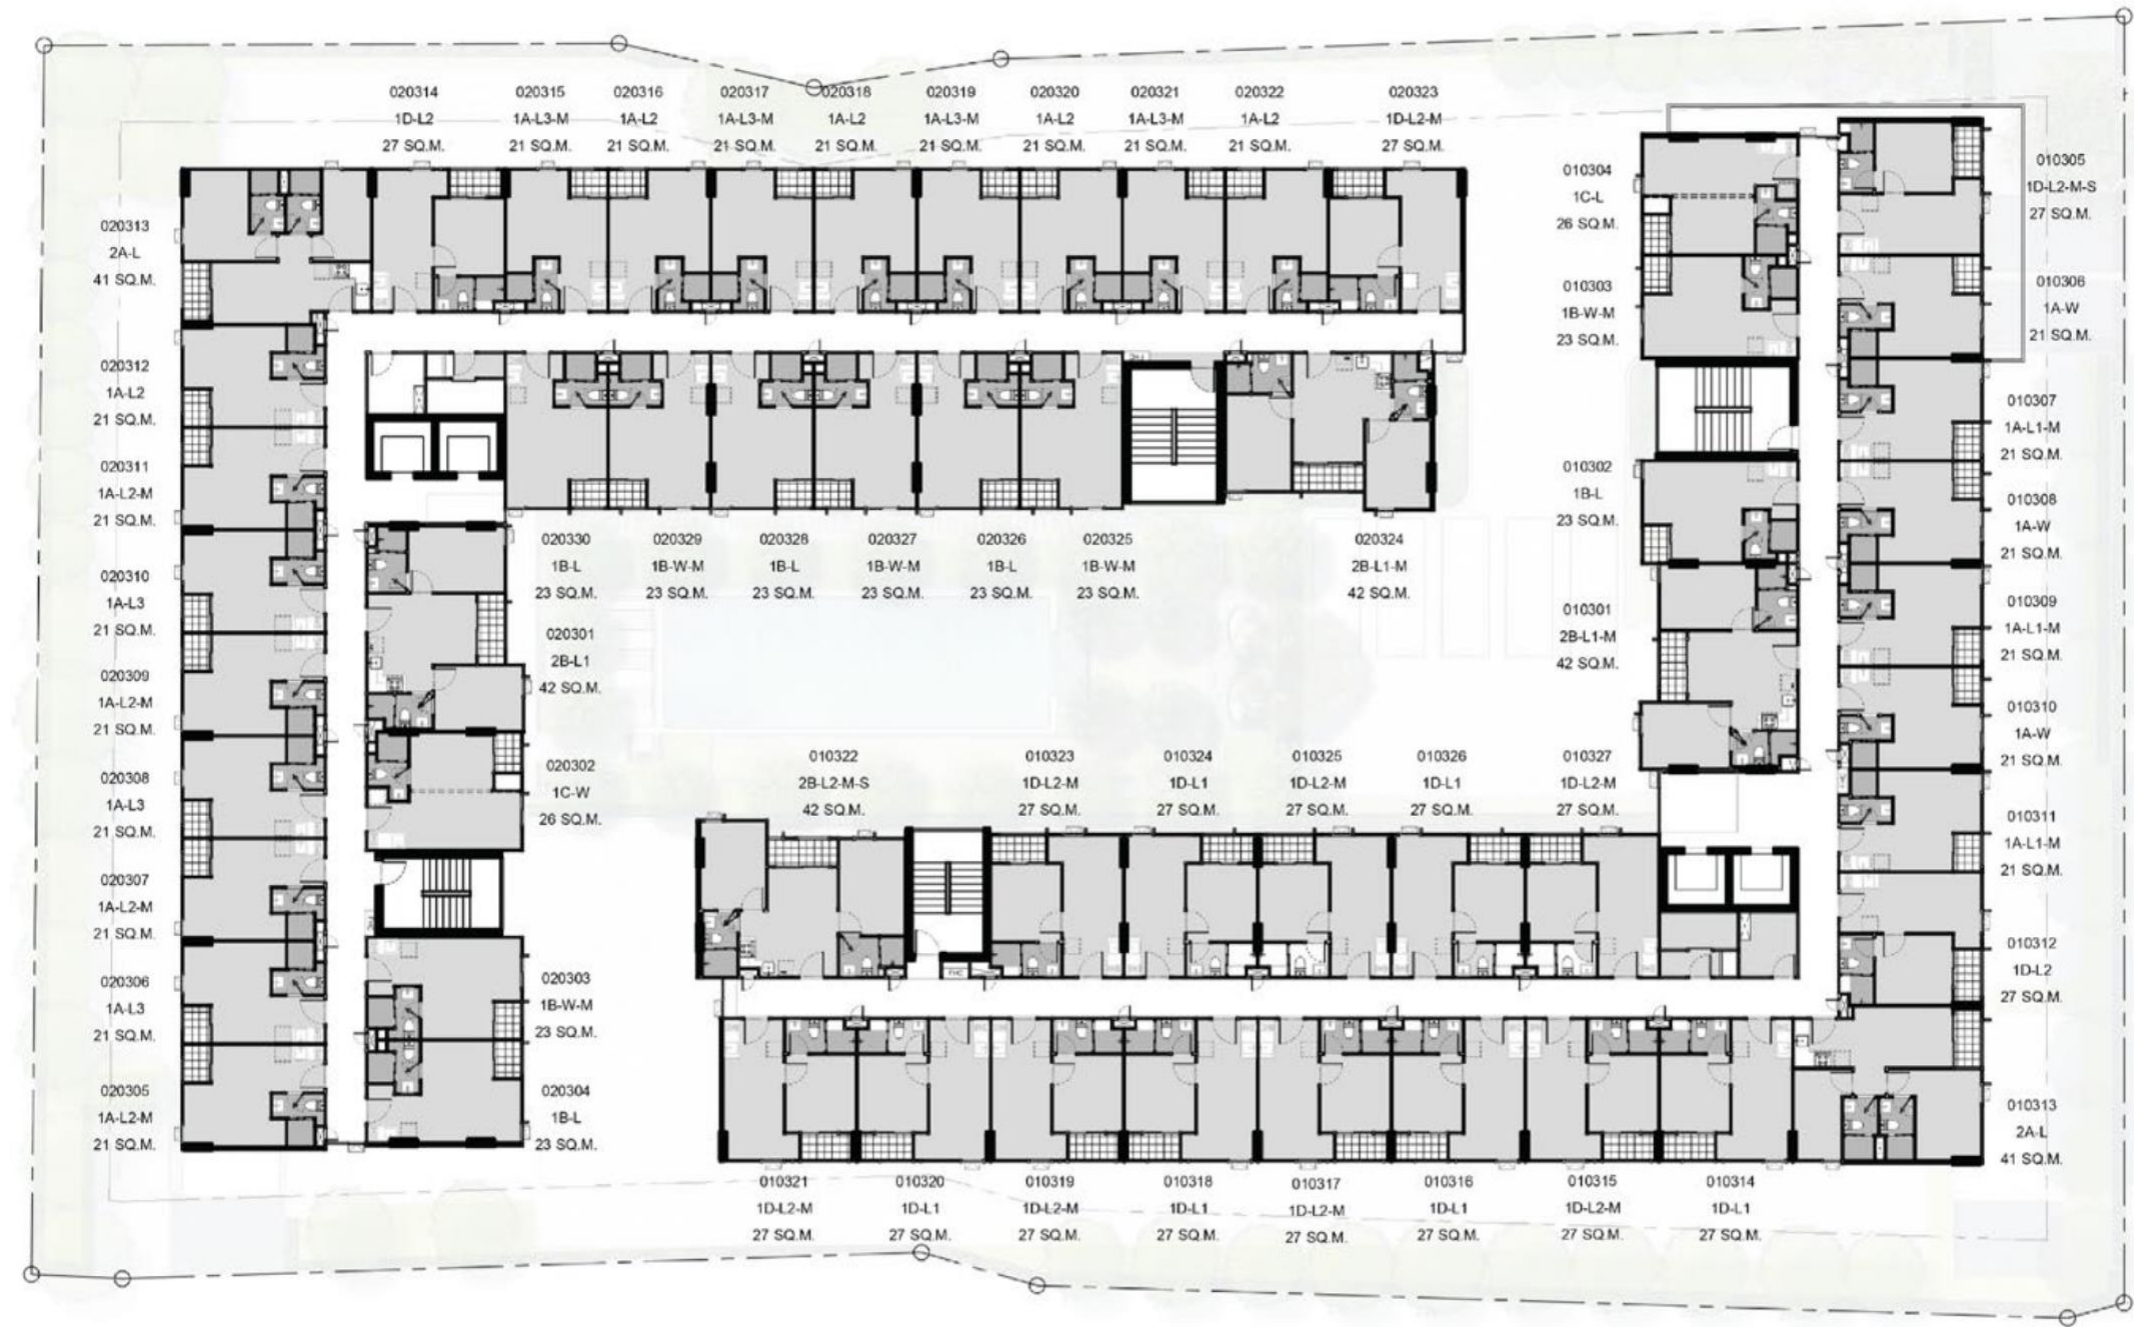 020314
1D-L2
27 SQ.M.
020315
1A-L3-M
21 SQ.M.
020316
1A-L2
21 SQ.M.
020317
1A-L3-M
21 SQ.M.
020318
1A-L2
21 SQ.M.
020319
1A-L3-M
21 SQ.M.
020320
1A-L2
21 SQ.M.
020321
1A-L3-M
21 SQ.M.
020322
1A-L2
21 SQ.M.
020323
1D-L2-M
27 SQ.M.
020313
2A-L
41 SQ.M.
020312
1A-L2
21 SQ.M.
020311
1A-L2-M
21 SQ.M.
020310
1A-L3
21 SQ.M.
020309
1A-L2-M
21 SQ.M.
020308
1A-L3
21 SQ.M.
020307
1A-L2-M
21 SQ.M.
020306
1A-L3
21 SQ.M.
020305
1A-L2-M
21 SQ.M.
020330
1B-L
23 SQ.M.
020329
1B-W-M
23 SQ.M.
020328
1B-L
23 SQ.M.
020327
1B-W-M
23 SQ.M.
020326
1B-L
23 SQ.M.
020325
1B-W-M
23 SQ.M.
020324
2B-L1-M
42 SQ.M.
020301
2B-L1
42 SQ.M.
020302
1C-W
26 SQ.M.
020303
1B-W-M
23 SQ.M.
020304
1B-L
23 SQ.M.
010304
1C-L
26 SQ.M.
010303
1B-W-M
23 SQ.M.
010302
1B-L
23 SQ.M.
010301
2B-L1-M
42 SQ.M.
010305
1D-L2-M-S
27 SQ.M.
010306
1A-W
21 SQ.M.
010307
1A-L1-M
21 SQ.M.
010308
1A-W
21 SQ.M.
010309
1A-L1-M
21 SQ.M.
010310
1A-W
21 SQ.M.
010311
1A-L1-M
21 SQ.M.
010312
1D-L2
27 SQ.M.
010313
2A-L
41 SQ.M.
010322
2B-L2-M-S
42 SQ.M.
010323
1D-L2-M
27 SQ.M.
010324
1D-L1
27 SQ.M.
010325
1D-L2-M
27 SQ.M.
010326
1D-L1
27 SQ.M.
010327
1D-L2-M
27 SQ.M.
FHC
010321
1D-L2-M
27 SQ.M.
010320
1D-L1
27 SQ.M.
010319
1D-L2-M
27 SQ.M.
010318
1D-L1
27 SQ.M.
010317
1D-L2-M
27 SQ.M.
010316
1D-L1
27 SQ.M.
010315
1D-L2-M
27 SQ.M.
010314
1D-L1
27 SQ.M.